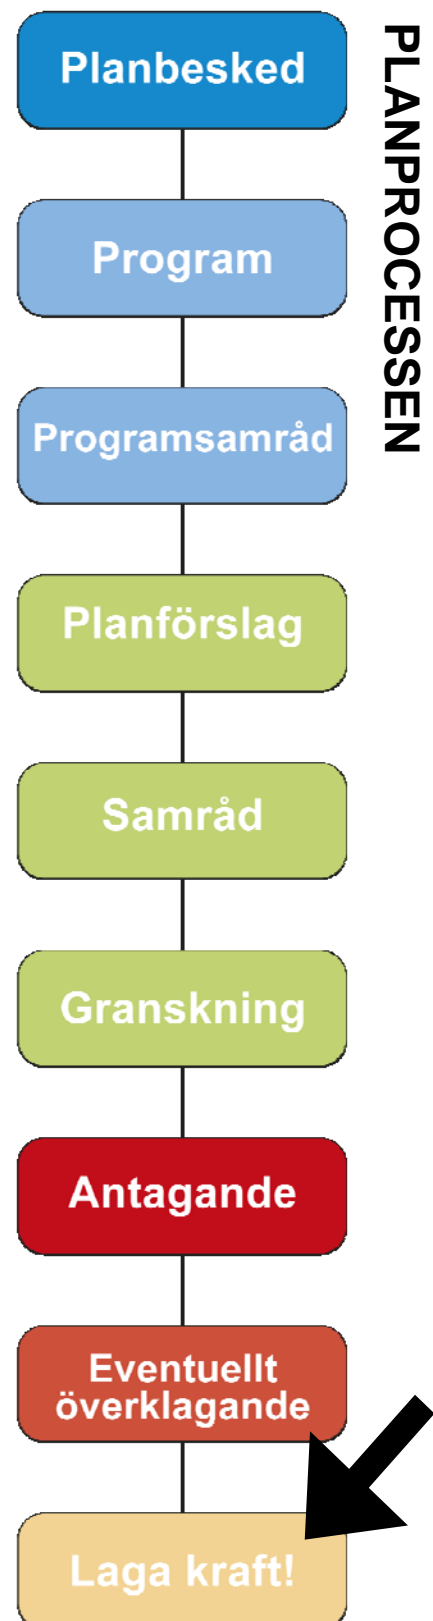 PLANPROCESSEN
Planbesked
Program
Programsamråd
Planförslag
Samråd
Granskning
Antagande
Eventuellt
överklagande
Laga kraft!